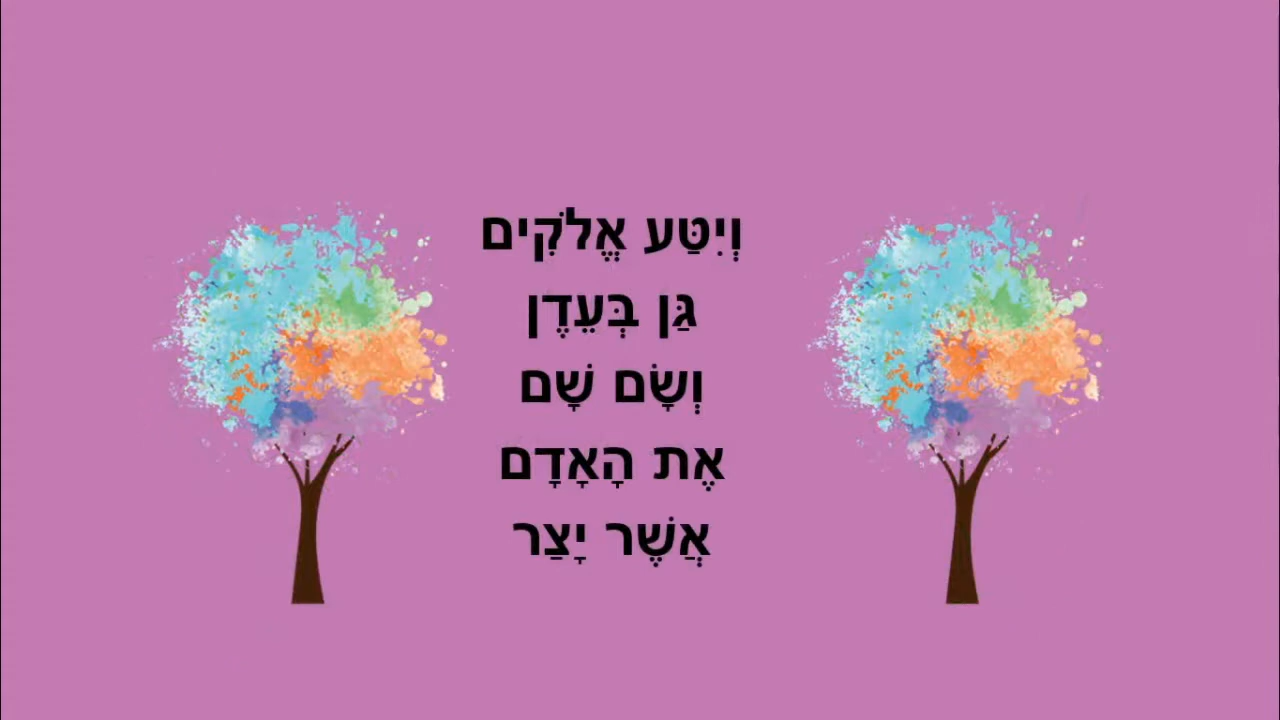 וְיִטַּע אֱלֹקִים
גַּן בְּעֵדֶן
וְשָׂם שָׁם
אֶת הָאָדָם
אֲשֶׁר יָצַר